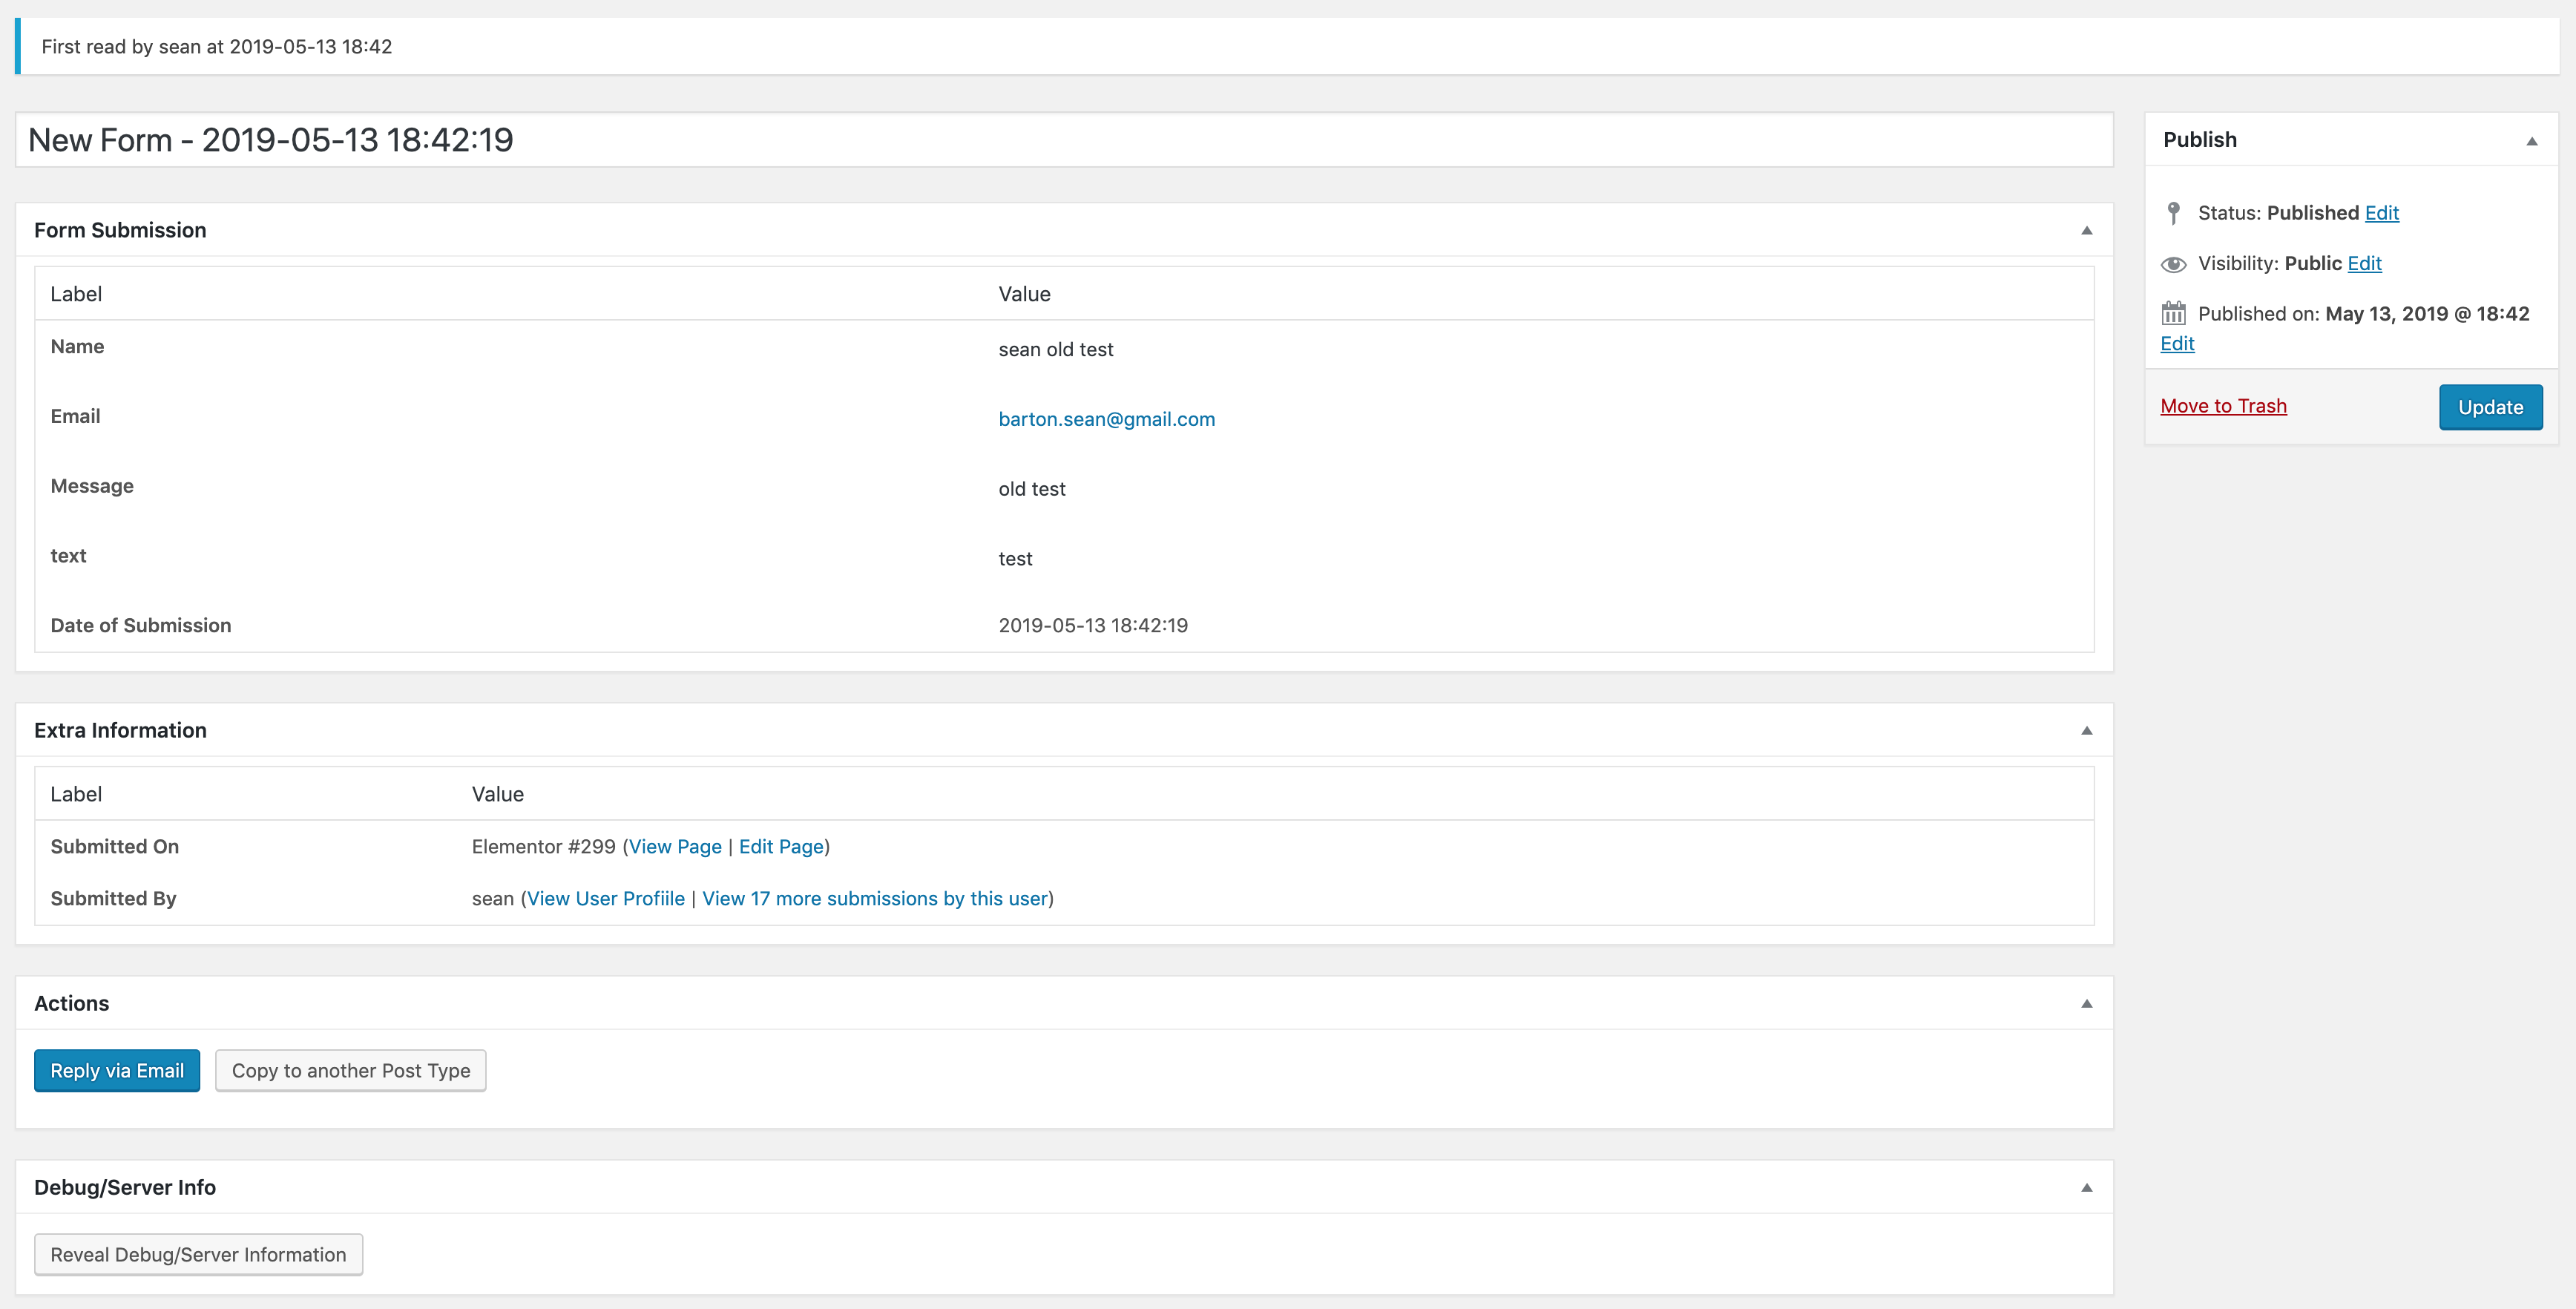 First read by sean at 2019-05-13 18:42
New Form - 2019-05-13 18:42:19
Form Submission
Label Value
Name sean old test
Email barton.sean@gmail.com
Message old test
text test
Date of Submission 2019-05-13 18:42:19
Extra Information
Label Value
Submitted On Elementor #299 (View Page | Edit Page)
Submitted By sean (View User Profiile | View 17 more submissions by this user)
Actions
Reply via Email Copy to another Post Type
Debug/Server Info
Reveal Debug/Server Information
Publish
Status: Published Edit
Visibility: Public Edit
Published on: May 13, 2019 @ 18:42
Edit
Move to Trash Update